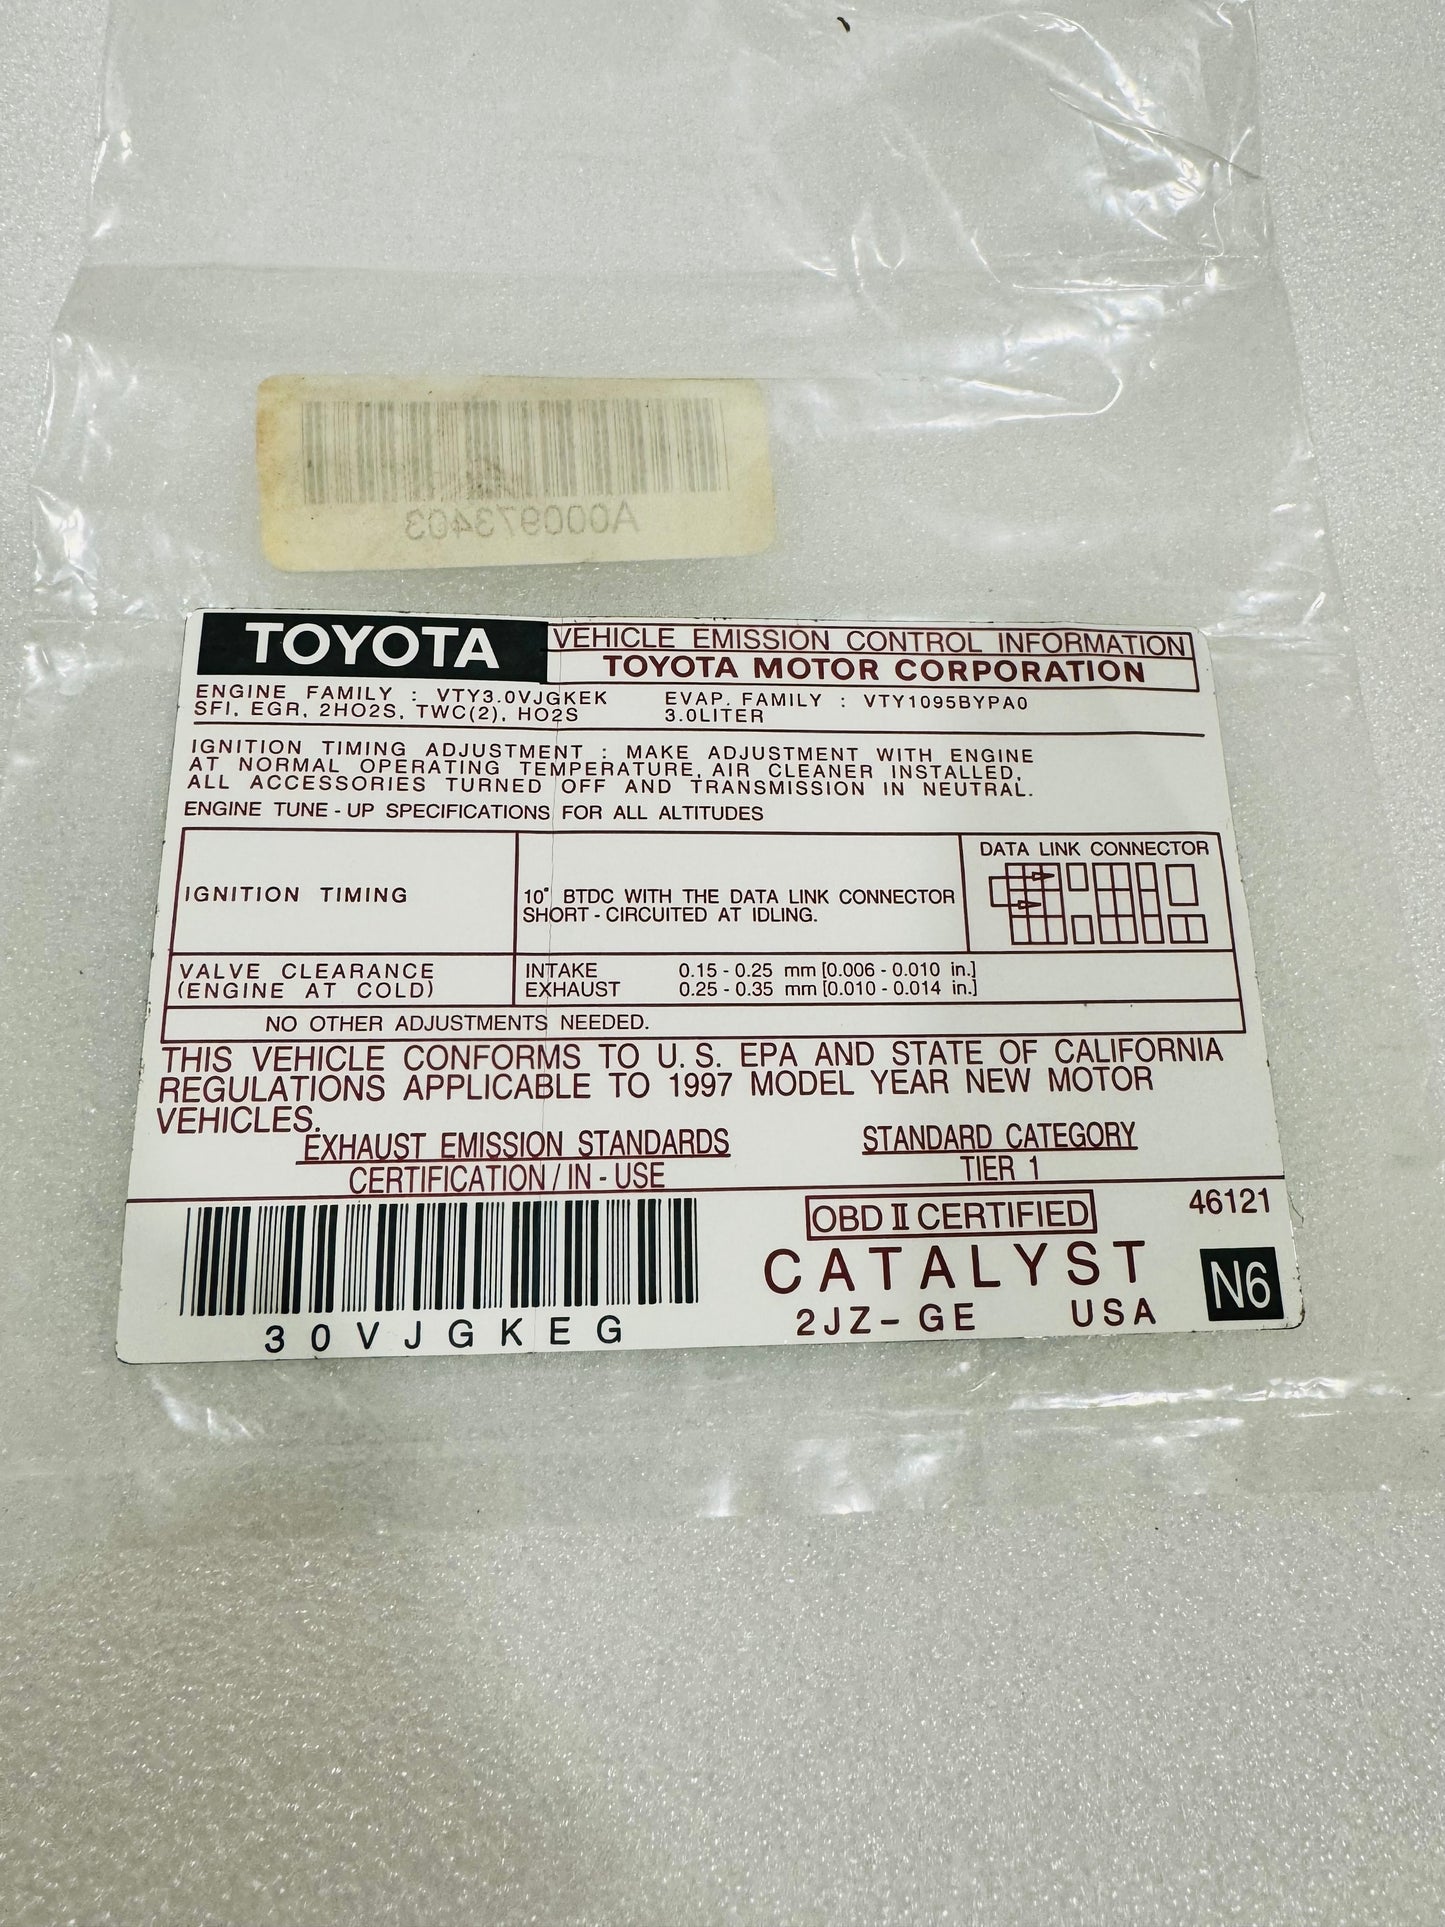 A000973403
TOYOTA
VEHICLE EMISSION CONTROL INFORMATION
TOYOTA MOTOR CORPORATION
ENGINE FAMILY : VTY3.0VJGKEK EVAP. FAMILY : VTY1095BYPA0
SFI, EGR, 2HO2S, TWC(2), HO2S 3.0LITER
IGNITION TIMING ADJUSTMENT : MAKE ADJUSTMENT WITH ENGINE
AT NORMAL OPERATING TEMPERATURE, AIR CLEANER INSTALLED,
ALL ACCESSORIES TURNED OFF AND TRANSMISSION IN NEUTRAL.
ENGINE TUNE - UP SPECIFICATIONS FOR ALL ALTITUDES
IGNITION TIMING
10° BTDC WITH THE DATA LINK CONNECTOR
SHORT - CIRCUITED AT IDLING.
DATA LINK CONNECTOR
VALVE CLEARANCE
(ENGINE AT COLD)
INTAKE 0.15 - 0.25 mm [0.006 - 0.010 in.]
EXHAUST 0.25 - 0.35 mm [0.010 - 0.014 in.]
NO OTHER ADJUSTMENTS NEEDED.
THIS VEHICLE CONFORMS TO U.S. EPA AND STATE OF CALIFORNIA
REGULATIONS APPLICABLE TO 1997 MODEL YEAR NEW MOTOR
VEHICLES.
EXHAUST EMISSION STANDARDS STANDARD CATEGORY
CERTIFICATION / IN - USE TIER 1
OBD II CERTIFIED
46121
CATALYST
2JZ-GE USA
N6
30VJGKEG